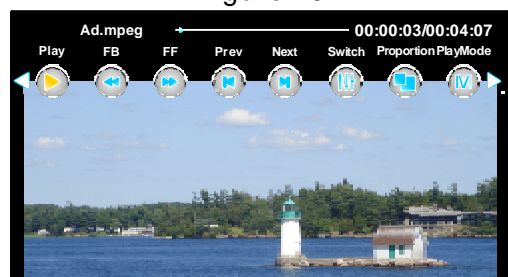 Ad.mpeg 00:00:03/00:04:07
Play FB FF Prev Next Switch Proportion PlayMode